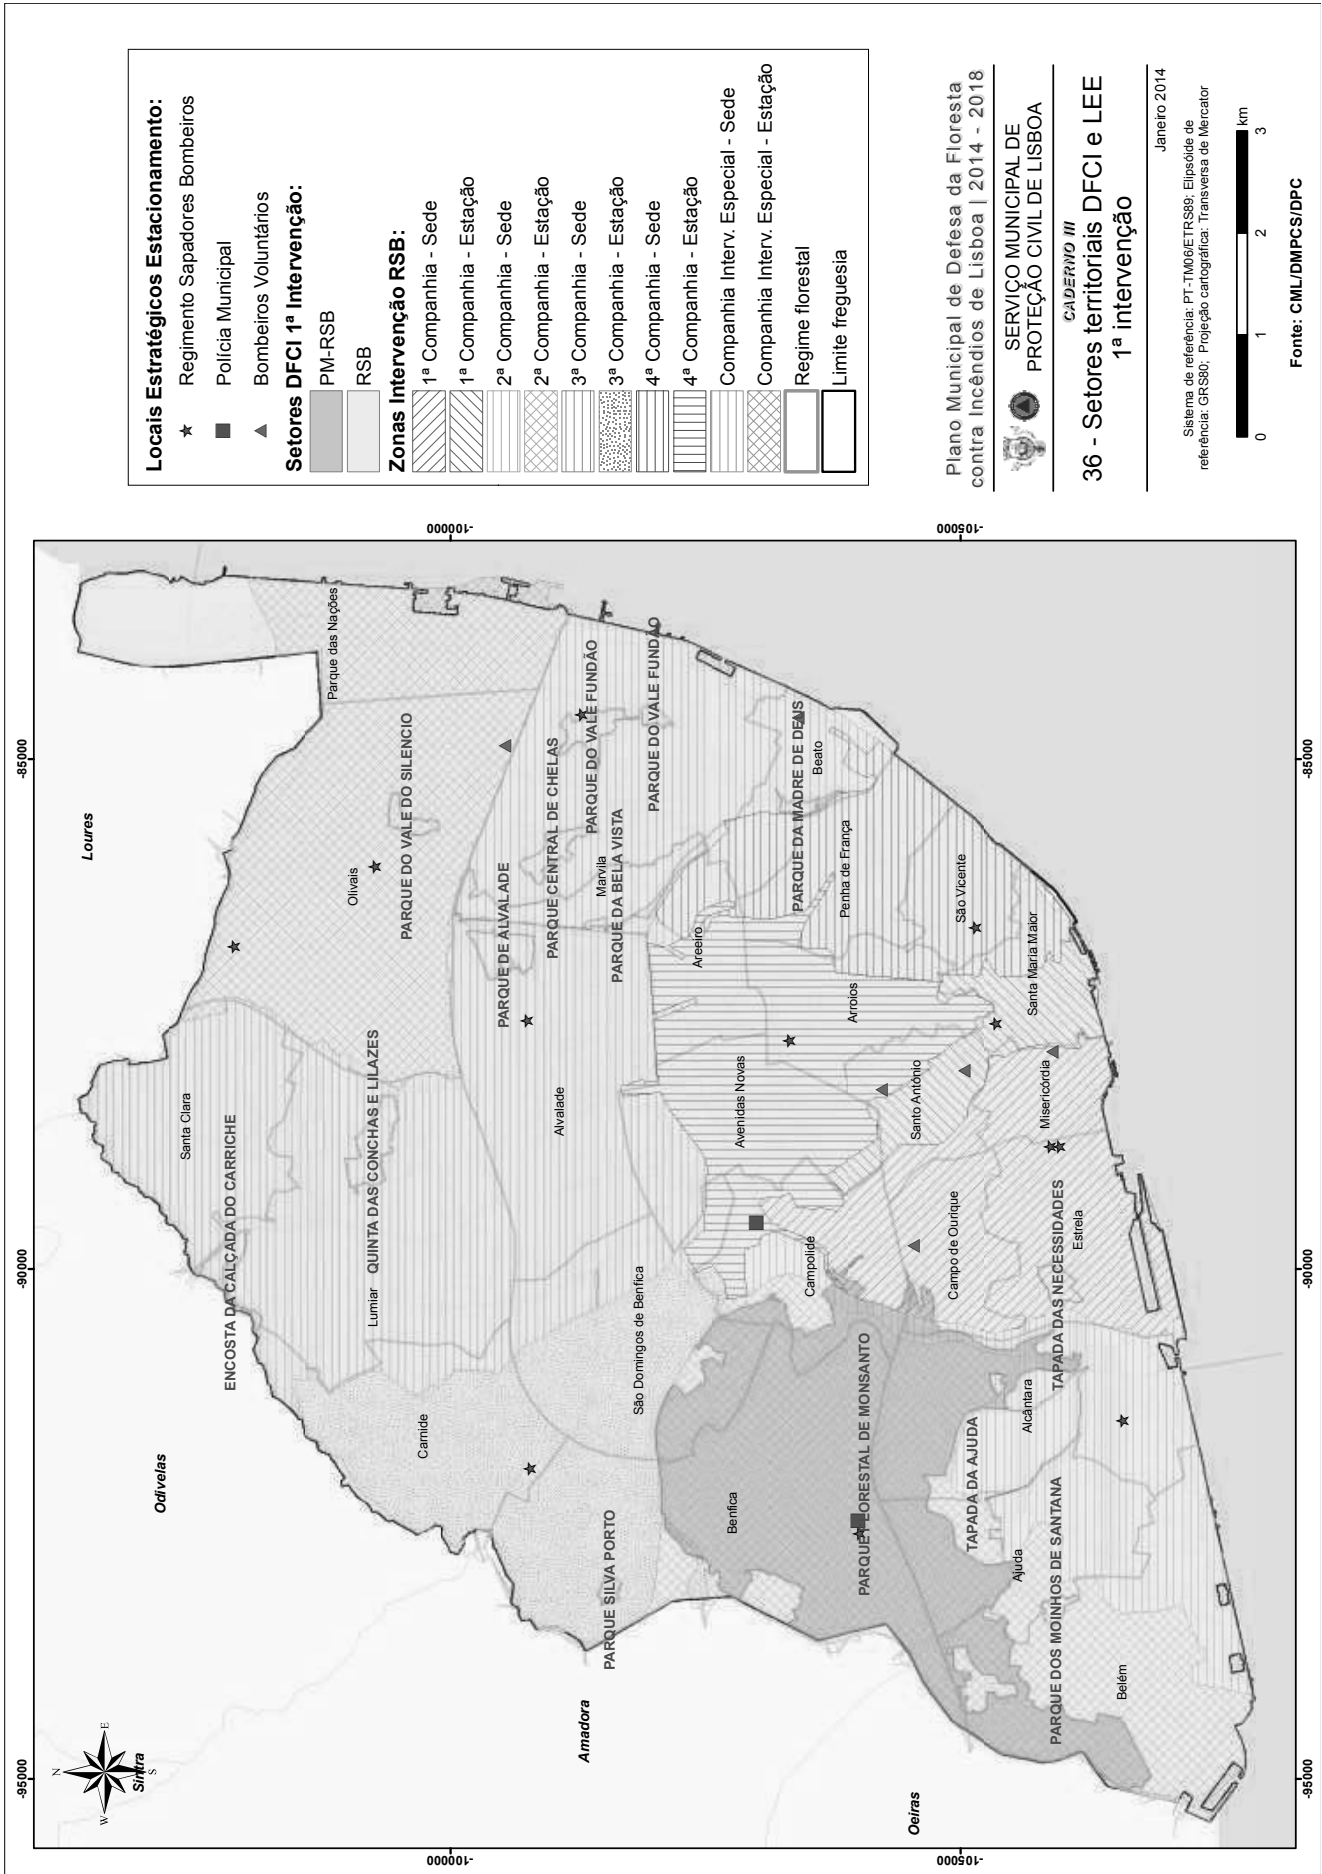 Loures
Odivelas
Sintra
Amadora
Oeiras
-95000
-90000
-85000
-95000
-90000
-85000
-100000
-105000
-100000
-105000
N
E
S
W
Parque das Nações
Santa Clara
ENCOSTA DA CALÇADA DO CARRICHE
Olivais
PARQUE DO VALE DO SILENCIO
Lumiar
QUINTA DAS CONCHAS E LILAZES
Carnide
PARQUE DE ALVALADE
PARQUE CENTRAL DE CHELAS
Alvalade
PARQUE DO VALE FUNDÃO
Marvila
PARQUE DA BELA VISTA
PARQUE DO VALE FUNDÃO
PARQUE SILVA PORTO
São Domingos de Benfica
Areeiro
Benfica
Avenidas Novas
PARQUE DA MADRE DE DEUS
Beato
Campolide
Penha de França
Arroios
PARQUE FLORESTAL DE MONSANTO
Santo António
São Vicente
Campo de Ourique
TAPADA DA AJUDA
Ajuda
Alcântara
Santa Maria Maior
Misericórdia
TAPADA DAS NECESSIDADES
Estrela
PARQUE DOS MOINHOS DE SANTANA
Belém
Locais Estratégicos Estacionamento:
Regimento Sapadores Bombeiros
Polícia Municipal
Bombeiros Voluntários
Setores DFCI 1ª Intervenção:
PM-RSB
RSB
Zonas Intervenção RSB:
1ª Companhia - Sede
1ª Companhia - Estação
2ª Companhia - Sede
2ª Companhia - Estação
3ª Companhia - Sede
3ª Companhia - Estação
4ª Companhia - Sede
4ª Companhia - Estação
Companhia Interv. Especial - Sede
Companhia Interv. Especial - Estação
Regime florestal
Limite freguesia
Plano Municipal de Defesa da Floresta
contra Incêndios de Lisboa | 2014 - 2018
SERVIÇO MUNICIPAL DE
PROTEÇÃO CIVIL DE LISBOA
CADERNO III
36 - Setores territoriais DFCI e LEE
1ª intervenção
Janeiro 2014
Sistema de referência: PT-TM06/ETRS89; Elipsóide de
referência: GRS80; Projeção cartográfica: Transversa de Mercator
0 1 2 3 km
Fonte: CML/DMPCS/DPC